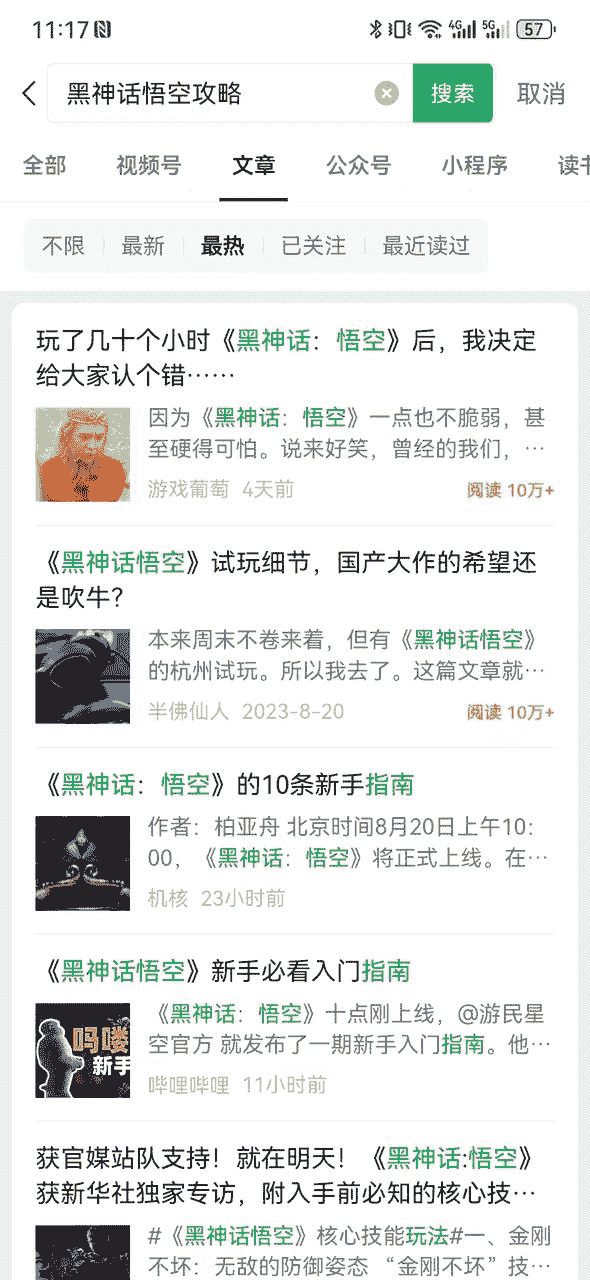 11:17
4G 5G 57
黑神话悟空攻略 搜索 取消
全部 视频号 文章 公众号 小程序 读书
不限 最新 最热 已关注 最近读过
玩了几十个小时《黑神话：悟空》后，我决定
给大家认个错……
因为《黑神话：悟空》一点也不脆弱，甚
至硬得可怕。说来好笑，曾经的我们，…
游戏葡萄 4天前 阅读 10万+
《黑神话悟空》试玩细节，国产大作的希望还
是吹牛？
本来周末不卷来着，但有《黑神话悟空》
的杭州试玩。所以我去了。这篇文章就…
半佛仙人 2023-8-20 阅读 10万+
《黑神话：悟空》的10条新手指南
作者：柏亚舟 北京时间8月20日上午10：
00，《黑神话：悟空》将正式上线。在…
机核 23小时前
《黑神话悟空》新手必看入门指南
吗喽
新手
《黑神话：悟空》十点刚上线，@游民星
空官方 就发布了一期新手入门指南。他…
哔哩哔哩 11小时前
获官媒站队支持！就在明天！《黑神话:悟空》
获新华社独家专访，附入手前必知的核心技…
#《黑神话悟空》核心技能玩法#一、金刚
不坏：无敌的防御姿态 “金刚不坏”技…